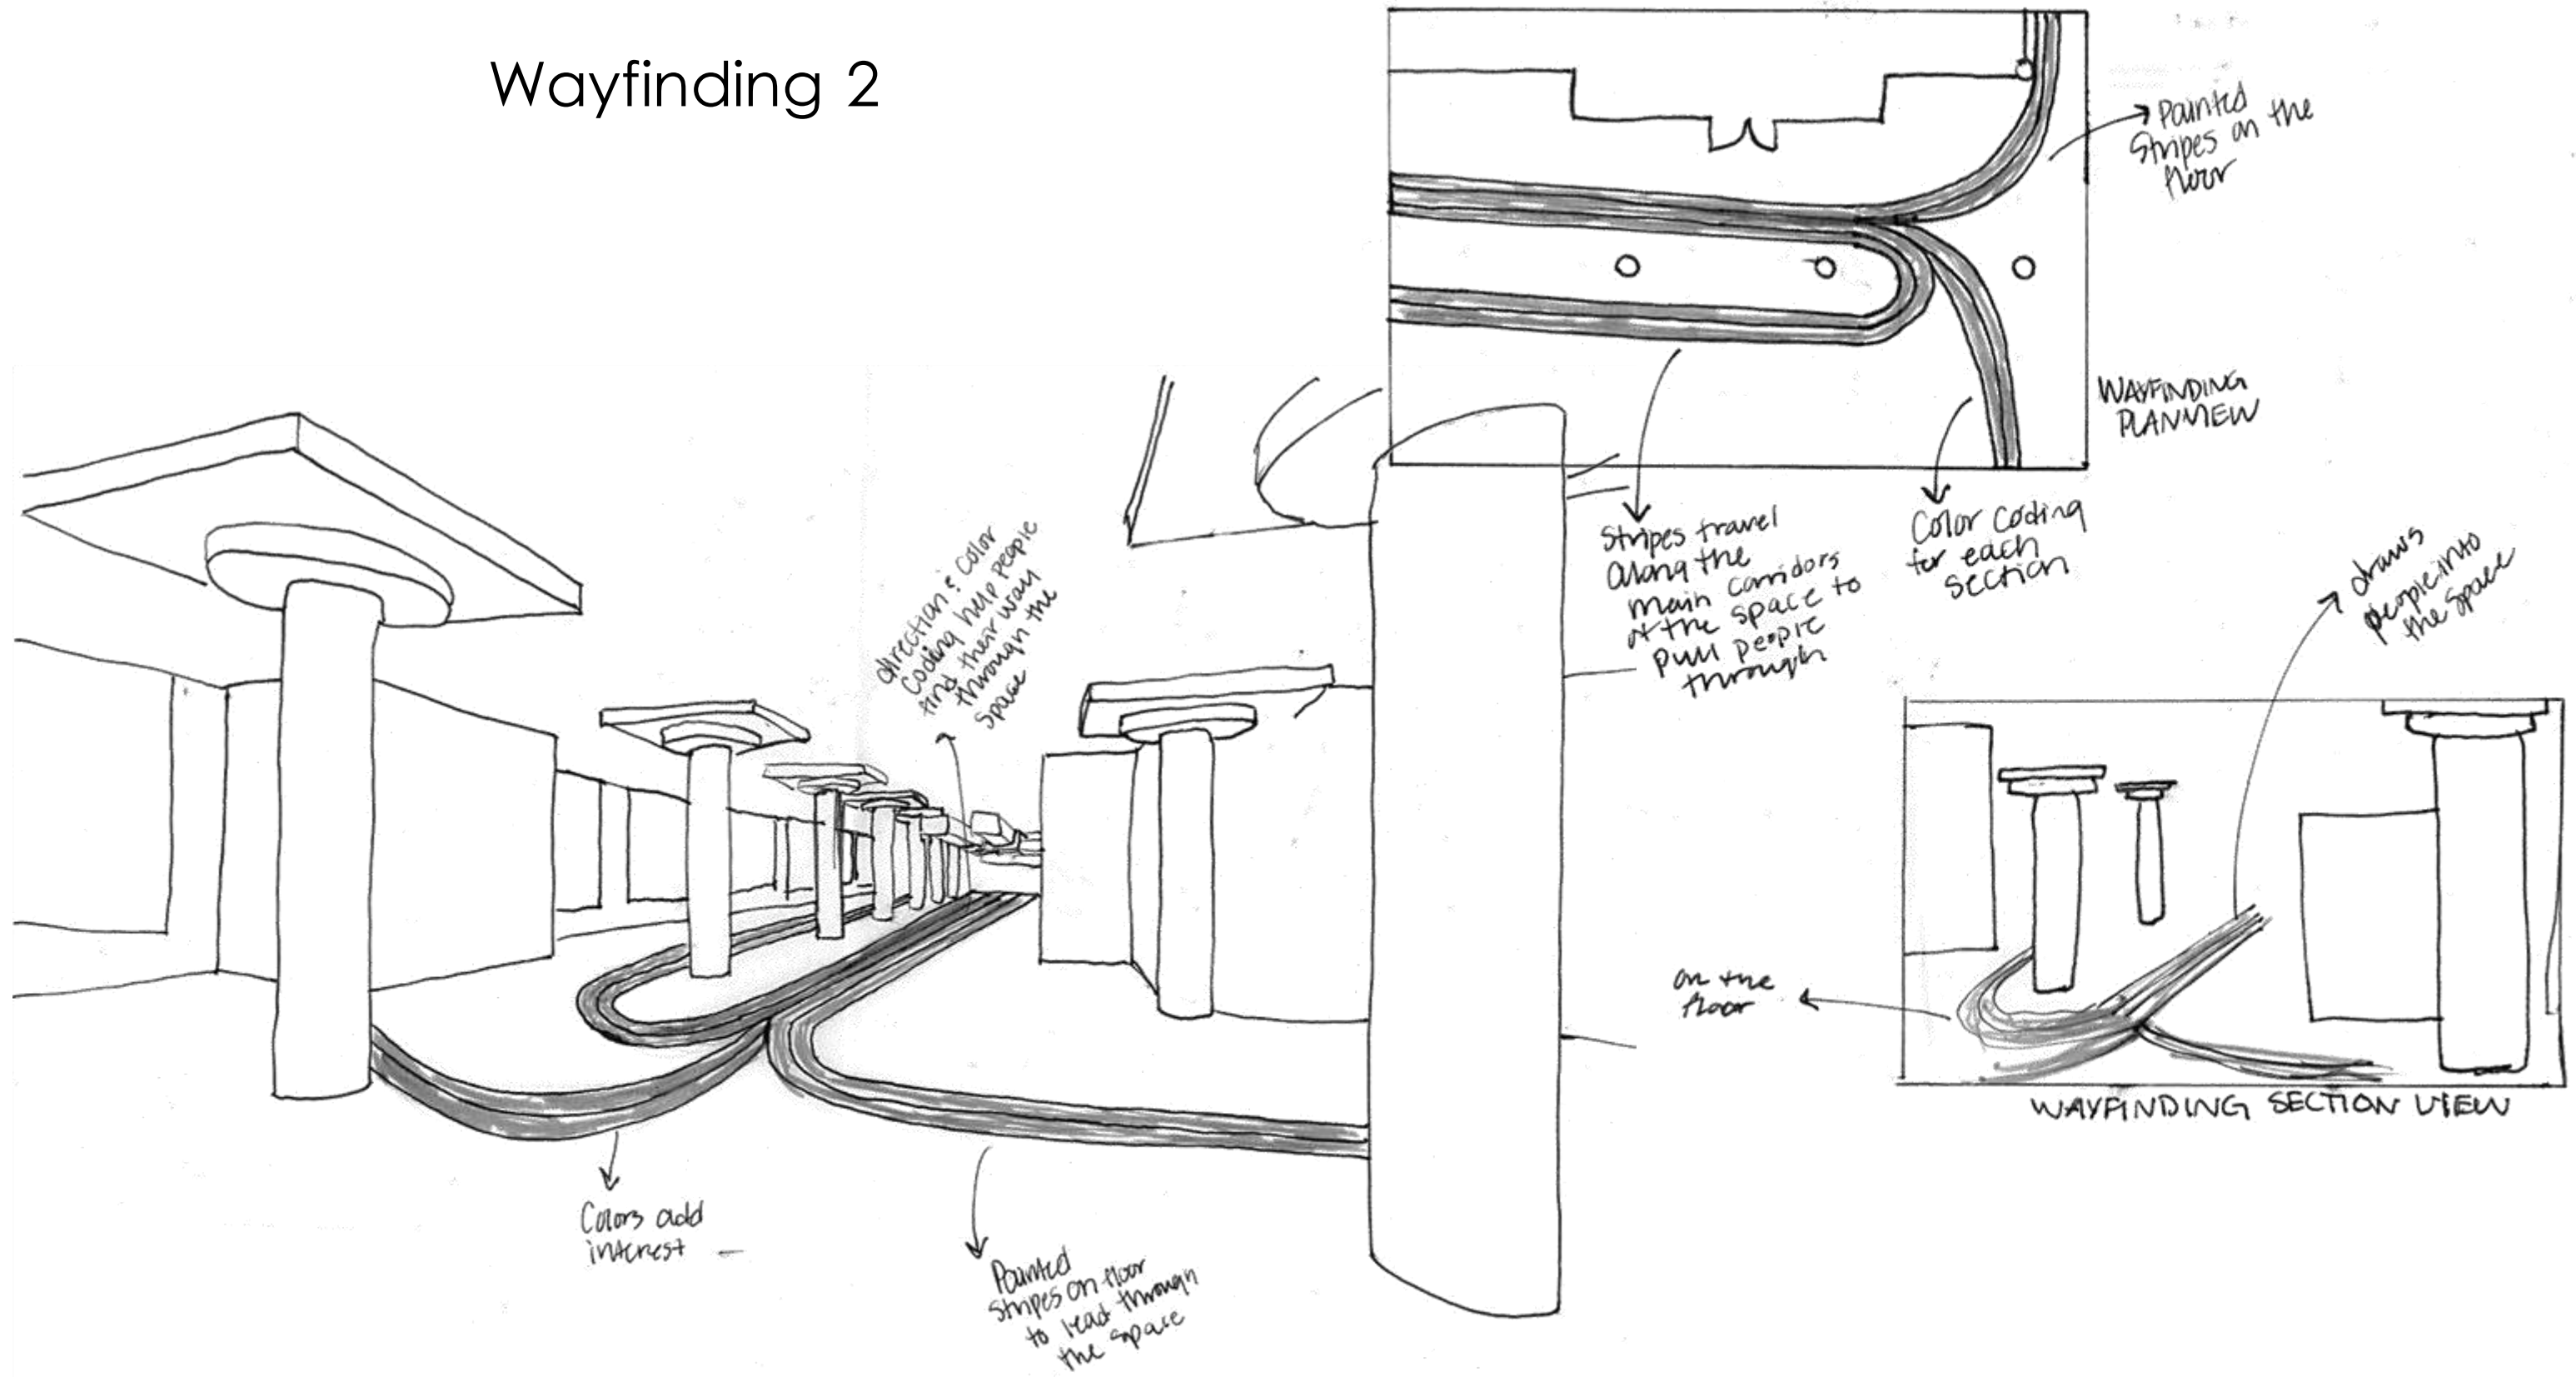 Wayfinding 2
Painted
Stripes on the
floor
WAYFINDING
PLANVIEW
Stripes travel
along the
main corridors
of the space to
pull people
through
Color coding
for each
section
draws
people into
the space
direction & color
coding help people
find their way
through the
space
on the
floor
WAYFINDING SECTION VIEW
Colors add
interest
Painted
stripes on floor
to lead through
the space